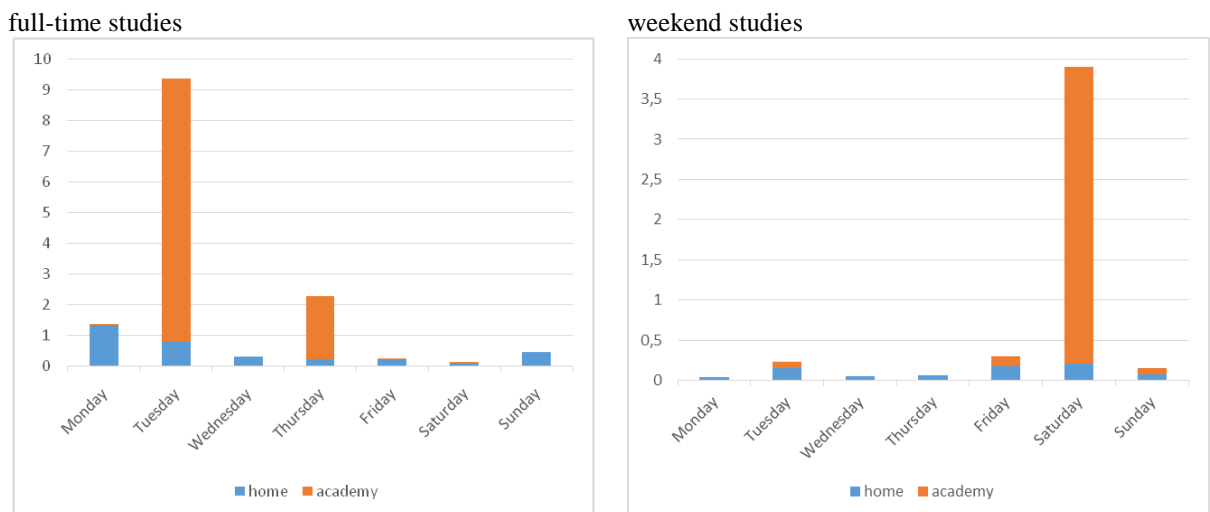 full-time studies
10
9
8
7
6
5
4
3
2
1
0
Monday
Tuesday
Wednesday
Thursday
Friday
Saturday
Sunday
home academy
weekend studies
4
3,5
3
2,5
2
1,5
1
0,5
0
Monday
Tuesday
Wednesday
Thursday
Friday
Saturday
Sunday
home academy